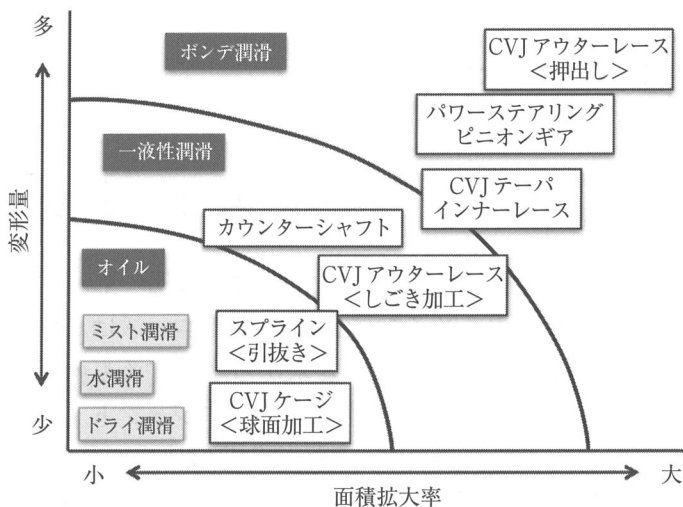 多
ボンデ潤滑
CVJ アウターレース
＜押出し＞
パワーステアリング
ピニオンギア
一液性潤滑
CVJ テーパ
インナーレース
変形量
カウンターシャフト
オイル
CVJ アウターレース
＜しごき加工＞
ミスト潤滑
スプライン
＜引抜き＞
水潤滑
CVJ ケージ
＜球面加工＞
少
ドライ潤滑
小
大
面積拡大率